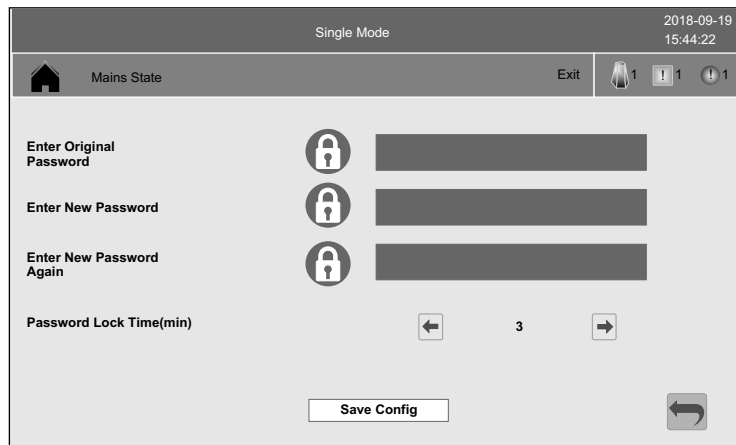 Single Mode
2018-09-19
15:44:22
Mains State
Exit
1
! 1
! 1
Enter Original
Password
Enter New Password
Enter New Password
Again
Password Lock Time(min)
3
Save Config